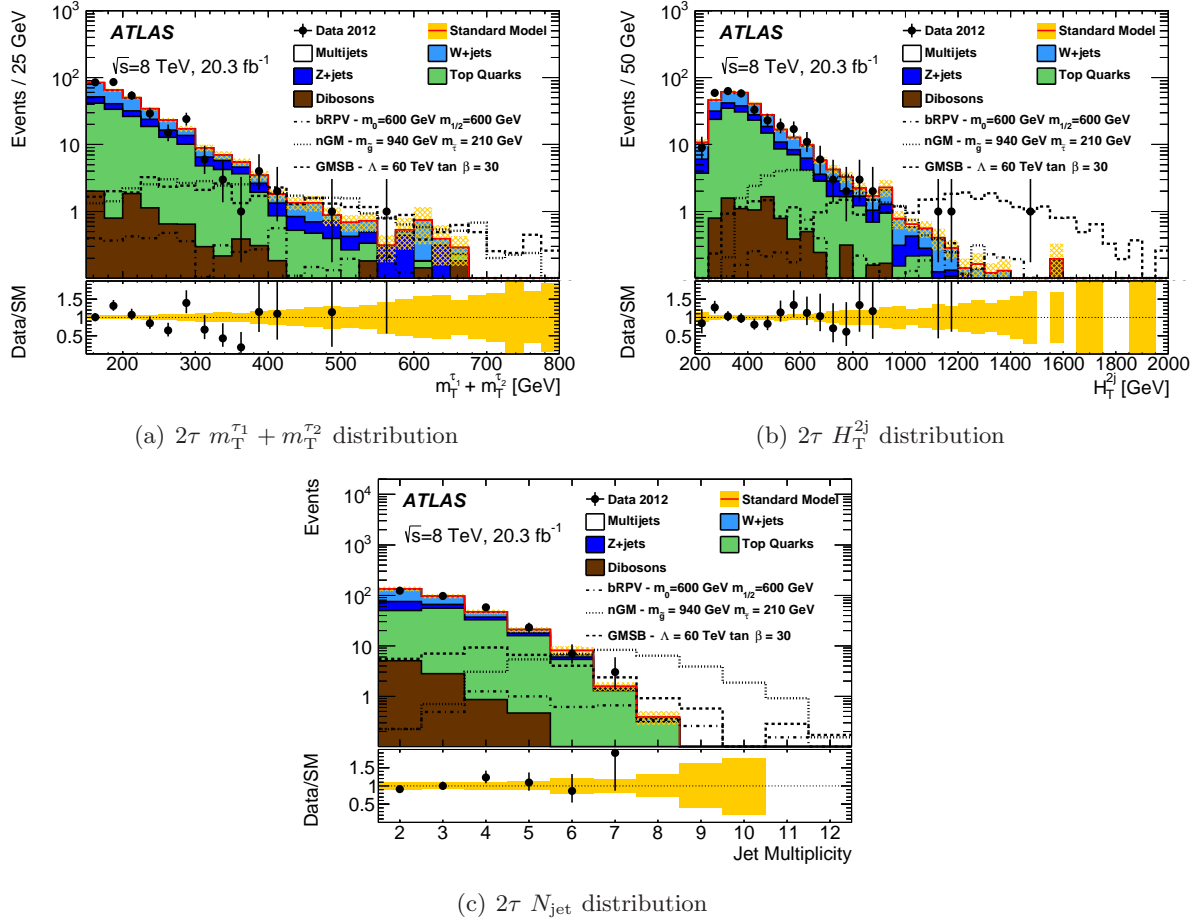 Events / 25 GeV
10²
10
1
ATLAS
√s=8 TeV, 20.3 fb⁻¹
Data 2012
Standard Model
Multijets
W+jets
Z+jets
Top Quarks
Dibosons
bRPV - m₀=600 GeV m₁/₂=600 GeV
nGM - m_g̃ = 940 GeV m_τ̃ = 210 GeV
GMSB - Λ = 60 TeV tan β = 30
Data/SM
1.5
1
0.5
200 300 400 500 600 700 800
m_T^τ₁ + m_T^τ₂ [GeV]
(a) 2τ m_T^τ₁ + m_T^τ₂ distribution
Events / 50 GeV
10³
10²
10
1
ATLAS
√s=8 TeV, 20.3 fb⁻¹
Data 2012
Standard Model
Multijets
W+jets
Z+jets
Top Quarks
Dibosons
bRPV - m₀=600 GeV m₁/₂=600 GeV
nGM - m_g̃ = 940 GeV m_τ̃ = 210 GeV
GMSB - Λ = 60 TeV tan β = 30
Data/SM
1.5
1
0.5
200 400 600 800 1000 1200 1400 1600 1800 2000
H_T^2j [GeV]
(b) 2τ H_T^2j distribution
Events
10⁴
10³
10²
10
1
ATLAS
√s=8 TeV, 20.3 fb⁻¹
Data 2012
Standard Model
Multijets
W+jets
Z+jets
Top Quarks
Dibosons
bRPV - m₀=600 GeV m₁/₂=600 GeV
nGM - m_g̃ = 940 GeV m_τ̃ = 210 GeV
GMSB - Λ = 60 TeV tan β = 30
Data/SM
1.5
1
0.5
2 3 4 5 6 7 8 9 10 11 12
Jet Multiplicity
(c) 2τ N_jet distribution